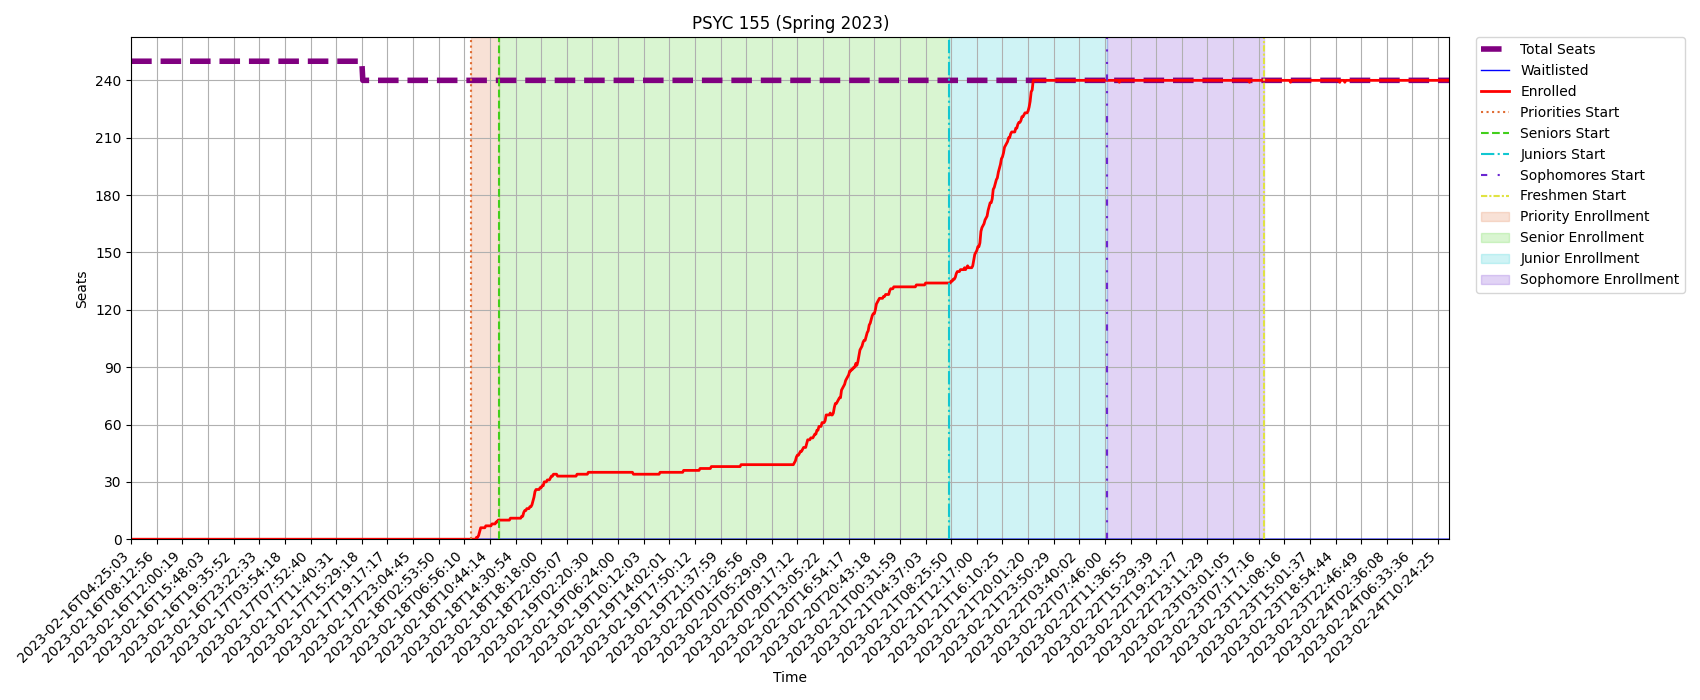 PSYC 155 (Spring 2023)
Seats
240
210
180
150
120
90
60
30
0
2023-02-16T04:25:03
2023-02-16T08:12:56
2023-02-16T12:00:19
2023-02-16T15:48:03
2023-02-16T19:35:52
2023-02-16T23:22:33
2023-02-17T03:54:18
2023-02-17T07:52:40
2023-02-17T11:40:31
2023-02-17T15:29:18
2023-02-17T19:17:17
2023-02-17T23:04:45
2023-02-18T02:53:50
2023-02-18T06:56:10
2023-02-18T10:44:14
2023-02-18T14:30:54
2023-02-18T18:18:00
2023-02-18T22:05:07
2023-02-19T02:20:30
2023-02-19T06:24:00
2023-02-19T10:12:03
2023-02-19T14:02:01
2023-02-19T17:50:12
2023-02-19T21:37:59
2023-02-20T01:26:56
2023-02-20T05:29:09
2023-02-20T09:17:12
2023-02-20T13:05:22
2023-02-20T16:54:17
2023-02-20T20:43:18
2023-02-21T00:31:59
2023-02-21T04:37:03
2023-02-21T08:25:50
2023-02-21T12:17:00
2023-02-21T16:10:25
2023-02-21T20:01:20
2023-02-21T23:50:29
2023-02-22T03:40:02
2023-02-22T07:46:00
2023-02-22T11:36:55
2023-02-22T15:29:39
2023-02-22T19:21:27
2023-02-22T23:11:29
2023-02-23T03:01:05
2023-02-23T07:17:16
2023-02-23T11:08:16
2023-02-23T15:01:37
2023-02-23T18:54:44
2023-02-23T22:46:49
2023-02-24T02:36:08
2023-02-24T06:33:36
2023-02-24T10:24:25
Time
Total Seats
Waitlisted
Enrolled
Priorities Start
Seniors Start
Juniors Start
Sophomores Start
Freshmen Start
Priority Enrollment
Senior Enrollment
Junior Enrollment
Sophomore Enrollment